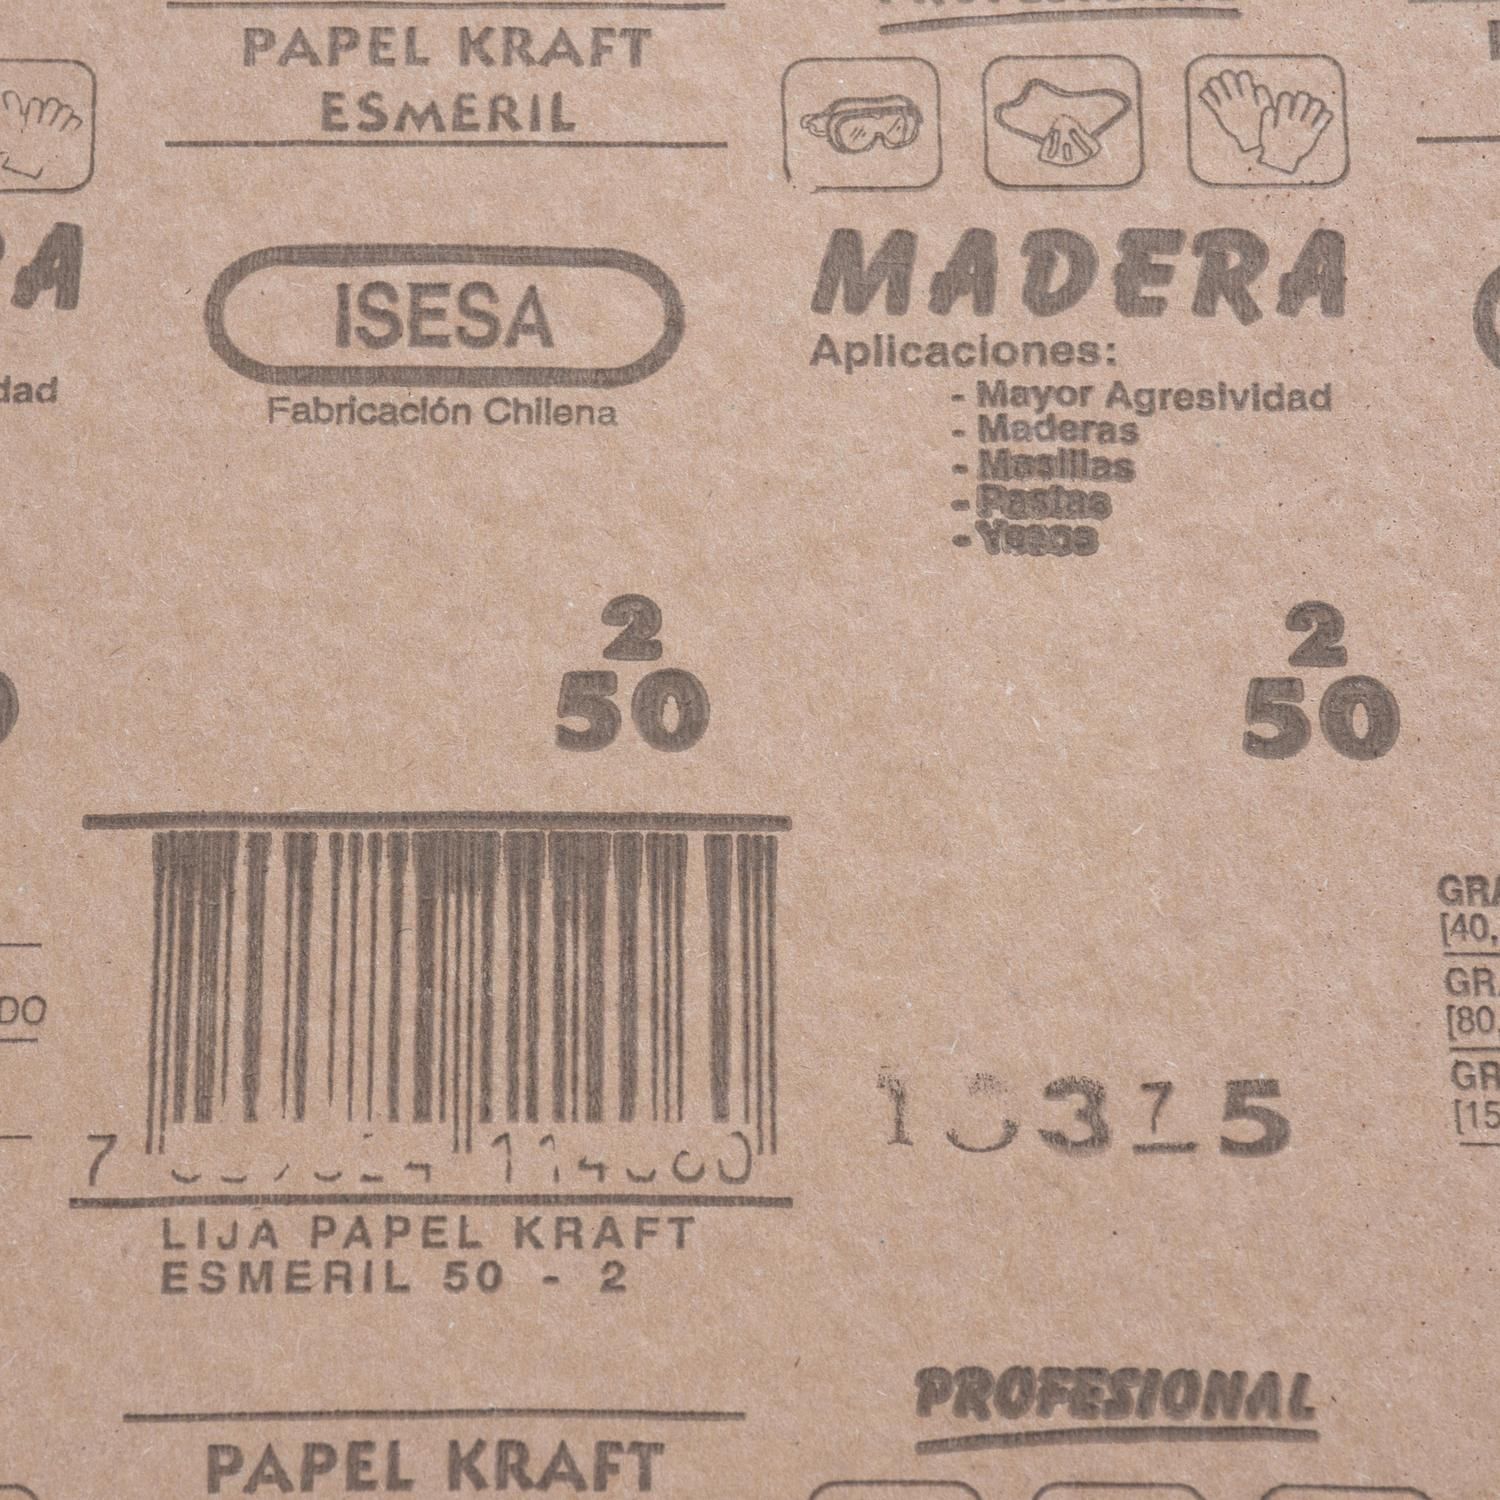 PAPEL KRAFT
ESMERIL
ISESA
Fabricación Chilena
MADERA
Aplicaciones:
- Mayor Agresividad
- Maderas
- Masillas
- Pastas
- Yesos
2
50
2
50
LIJA PAPEL KRAFT
ESMERIL 50 - 2
PROFESIONAL
PAPEL KRAFT